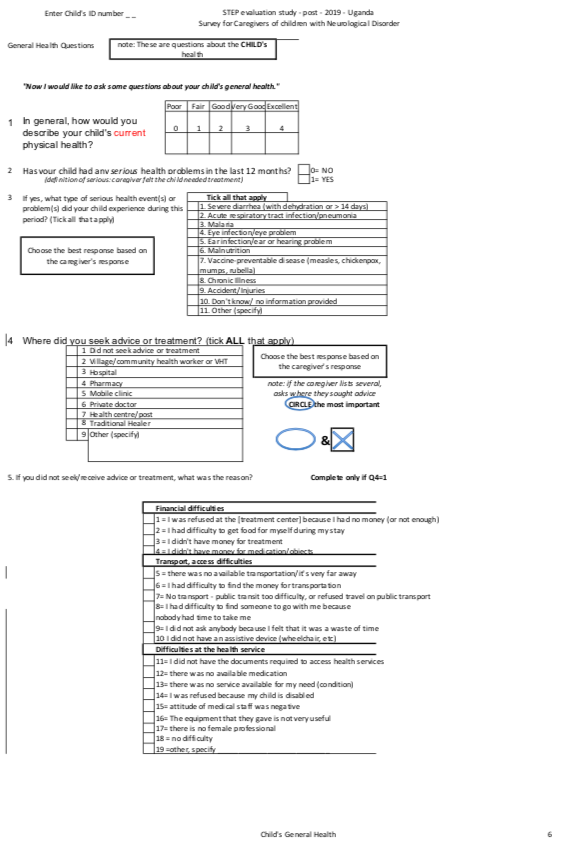 Enter Child's ID number _ _
STEP evaluation study - post - 2019 - Uganda
Survey for Caregivers of children with Neurological Disorder
General Health Questions
note: These are questions about the CHILD's
health
"Now I would like to ask some questions about your child's general health."
1 In general, how would you
describe your child's current
physical health?
Poor Fair Good Very Good Excellent
0 1 2 3 4
2 Has your child had any serious health problems in the last 12 months?
(definition of serious: caregiver felt the child needed treatment)
0= NO
1= YES
3 If yes, what type of serious health event(s) or
problem(s) did your child experience during this
period? (Tick all that apply)
Choose the best response based on
the caregiver's response
Tick all that apply
1. Severe diarrhea (with dehydration or > 14 days)
2. Acute respiratory tract infection/pneumonia
3. Malaria
4. Eye infection/eye problem
5. Ear infection/ear or hearing problem
6. Malnutrition
7. Vaccine-preventable disease (measles, chickenpox,
mumps, rubella)
8. Chronic Illness
9. Accident/Injuries
10. Don't know/ no information provided
11. Other (specify)
4 Where did you seek advice or treatment? (tick ALL that apply)
1 Did not seek advice or treatment
2 Village/community health worker or VHT
3 Hospital
4 Pharmacy
5 Mobile clinic
6 Private doctor
7 Health centre/post
8 Traditional Healer
9 Other (specify)
Choose the best response based on
the caregiver's response
note: if the caregiver lists several,
asks where they sought advice
CIRCLE the most important
&
5. If you did not seek/receive advice or treatment, what was the reason?
Complete only if Q4=1
Financial difficulties
1 = I was refused at the [treatment center] because I had no money (or not enough)
2 = I had difficulty to get food for myself during my stay
3 = I didn't have money for treatment
4 = I didn't have money for medication/objects
Transport, access difficulties
5 = there was no available transportation/it's very far away
6 = I had difficulty to find the money for transportation
7= No transport - public transit too difficulty, or refused travel on public transport
8= I had difficulty to find someone to go with me because
nobody had time to take me
9= I did not ask anybody because I felt that it was a waste of time
10 I did not have an assistive device (wheelchair, etc)
Difficulties at the health service
11= I did not have the documents required to access health services
12= there was no available medication
13= there was no service available for my need (condition)
14= I was refused because my child is disabled
15= attitude of medical staff was negative
16= The equipment that they gave is not very useful
17= there is no female professional
18 = no difficulty
19 =other, specify
Child's General Health
6